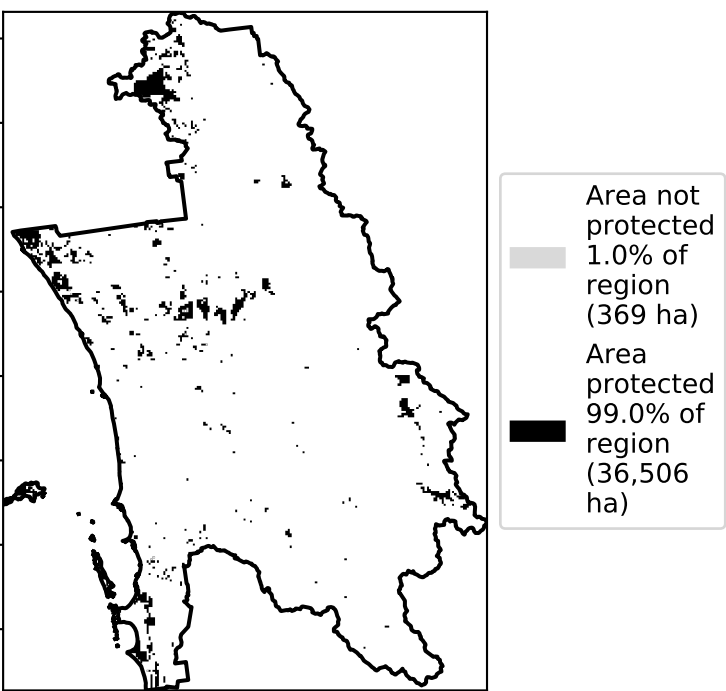 Area not
protected
1.0% of
region
(369 ha)
Area
protected
99.0% of
region
(36,506
ha)